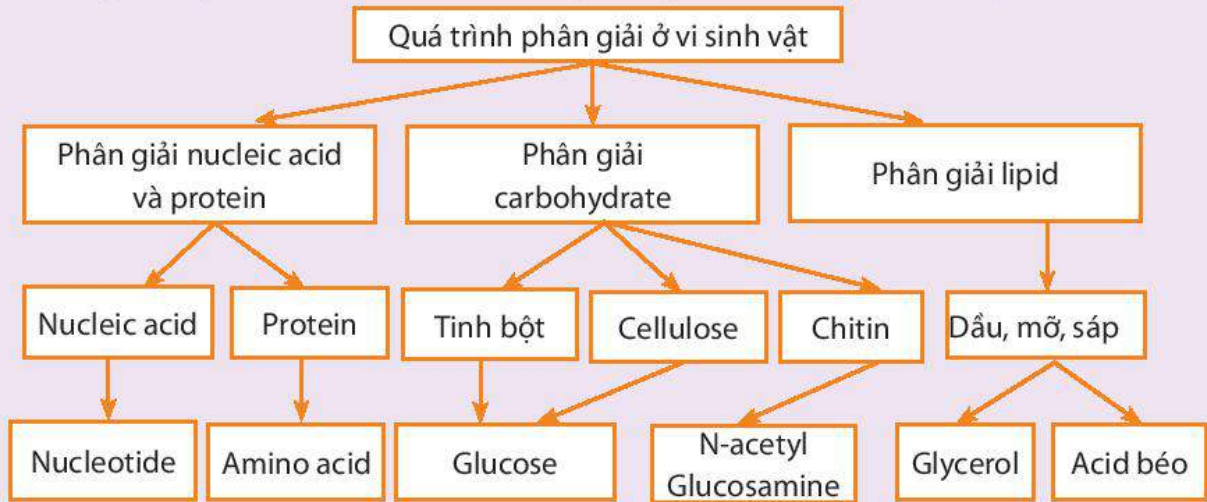 Quá trình phân giải ở vi sinh vật
Phân giải nucleic acid
và protein
Phân giải
carbohydrate
Phân giải lipid
Nucleic acid
Protein
Tinh bột
Cellulose
Chitin
Dầu, mỡ, sáp
Nucleotide
Amino acid
Glucose
N-acetyl
Glucosamine
Glycerol
Acid béo